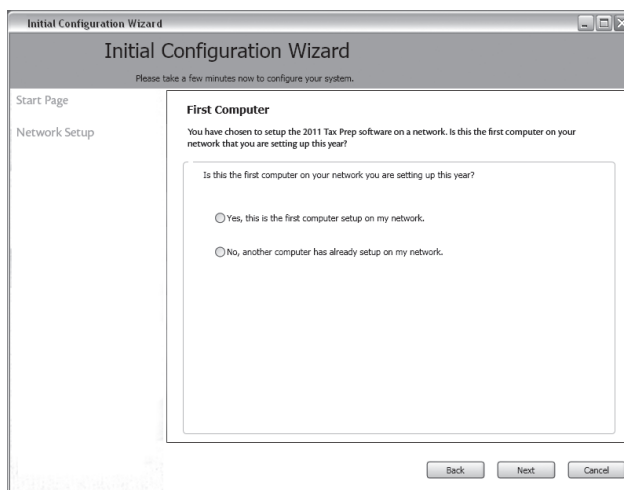 Initial Configuration Wizard
Initial Configuration Wizard
Please take a few minutes now to configure your system.
Start Page
Network Setup
First Computer
You have chosen to setup the 2011 Tax Prep software on a network. Is this the first computer on your
network that you are setting up this year?
Is this the first computer on your network you are setting up this year?
Yes, this is the first computer setup on my network.
No, another computer has already setup on my network.
Back
Next
Cancel